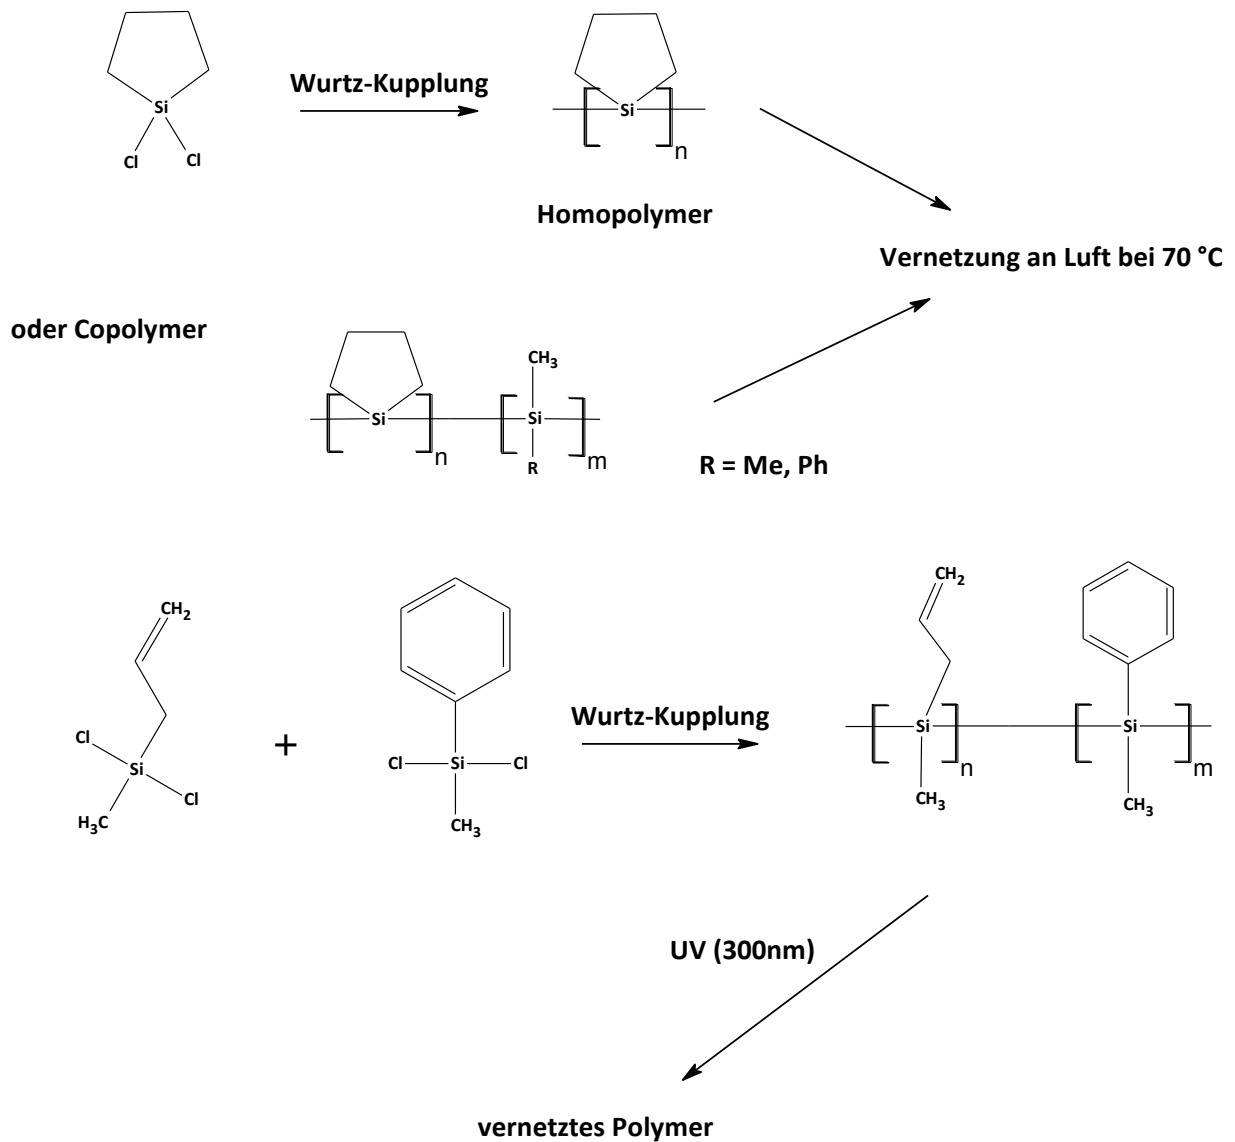 Wurtz-Kupplung
Si
Cl
Cl
Si
n
Homopolymer
Vernetzung an Luft bei 70 °C
oder Copolymer
CH3
Si
n
Si
m
R
R = Me, Ph
CH2
CH2
Wurtz-Kupplung
Cl
Si
Cl
H3C
+
Cl
Si
Cl
CH3
Si
n
CH3
Si
m
CH3
UV (300nm)
vernetztes Polymer